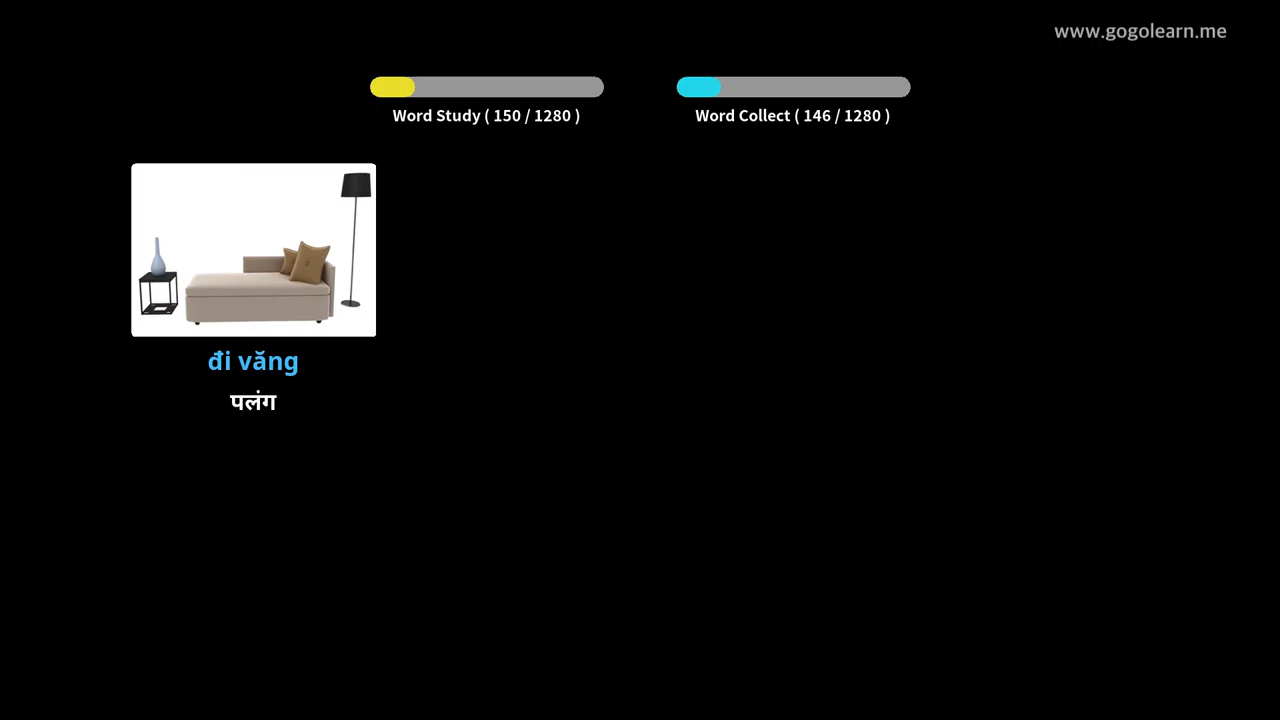 www.gogolearn.me
Word Study ( 150 / 1280 )
Word Collect ( 146 / 1280 )
đi văng
पलंग